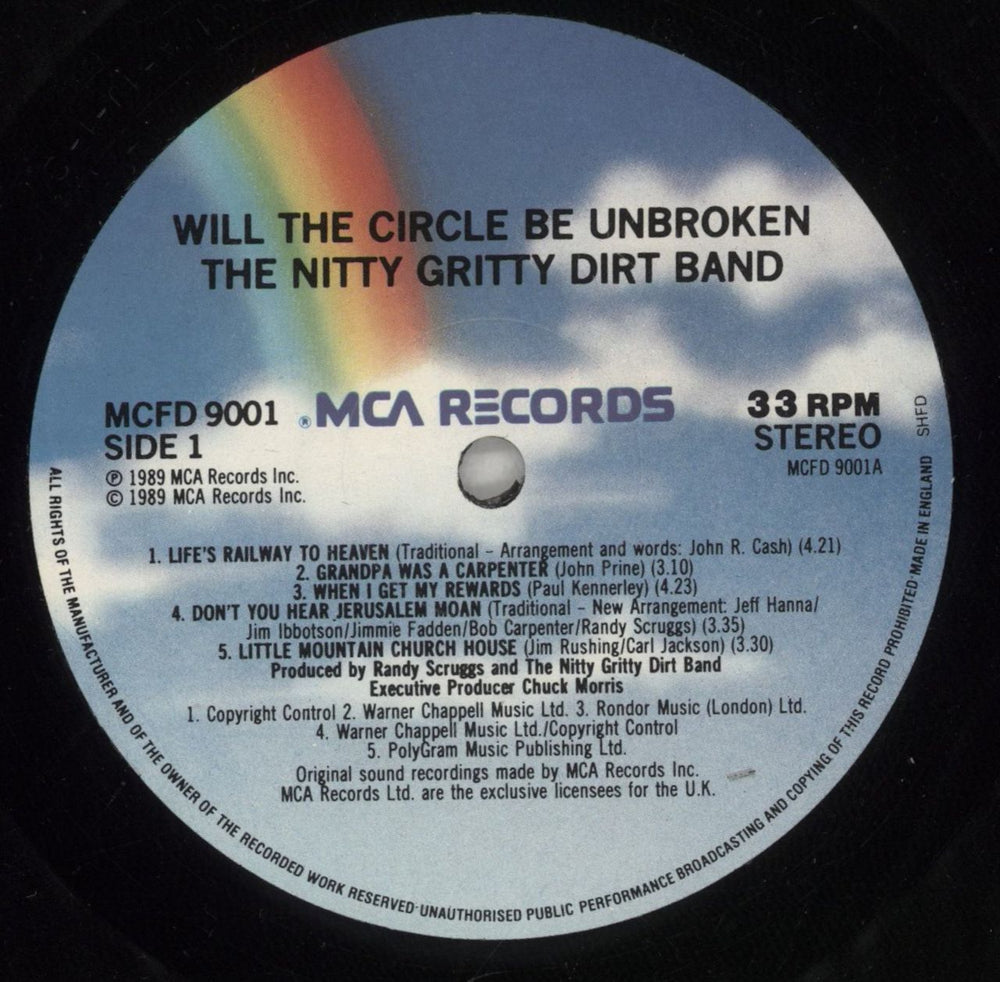 WILL THE CIRCLE BE UNBROKEN
THE NITTY GRITTY DIRT BAND
MCFD 9001
SIDE 1
℗ 1989 MCA Records Inc.
© 1989 MCA Records Inc.
® MCA RECORDS
33 RPM
STEREO
MCFD 9001A
SHFD
1. LIFE'S RAILWAY TO HEAVEN (Traditional – Arrangement and words: John R. Cash) (4.21)
2. GRANDPA WAS A CARPENTER (John Prine) (3.10)
3. WHEN I GET MY REWARDS (Paul Kennerley) (4.23)
4. DON'T YOU HEAR JERUSALEM MOAN (Traditional – New Arrangement: Jeff Hanna/
Jim Ibbotson/Jimmie Fadden/Bob Carpenter/Randy Scruggs) (3.35)
5. LITTLE MOUNTAIN CHURCH HOUSE (Jim Rushing/Carl Jackson) (3.30)
Produced by Randy Scruggs and The Nitty Gritty Dirt Band
Executive Producer Chuck Morris
1. Copyright Control 2. Warner Chappell Music Ltd. 3. Rondor Music (London) Ltd.
4. Warner Chappell Music Ltd./Copyright Control
5. PolyGram Music Publishing Ltd.
Original sound recordings made by MCA Records Inc.
MCA Records Ltd. are the exclusive licensees for the U.K.
ALL RIGHTS OF THE MANUFACTURER AND OF THE OWNER OF THE RECORDED WORK RESERVED·UNAUTHORISED PUBLIC PERFORMANCE BROADCASTING AND COPYING OF THIS RECORD PROHIBITED·MADE IN ENGLAND